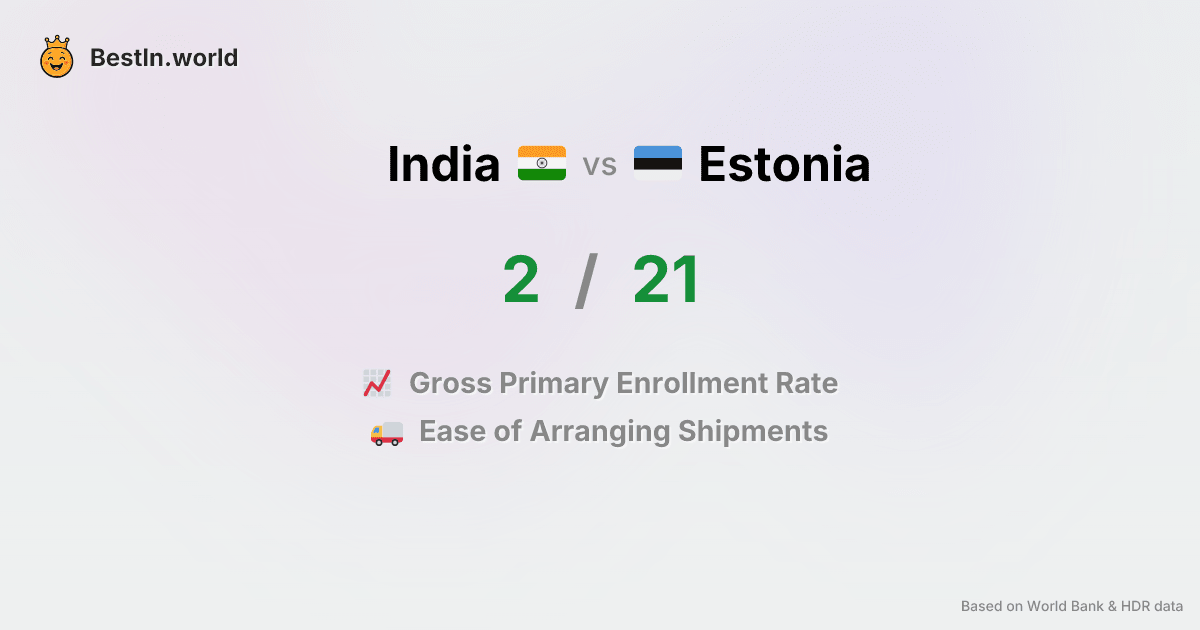 BestIn.world
India vs Estonia
2 / 21
Gross Primary Enrollment Rate
Ease of Arranging Shipments
Based on World Bank & HDR data